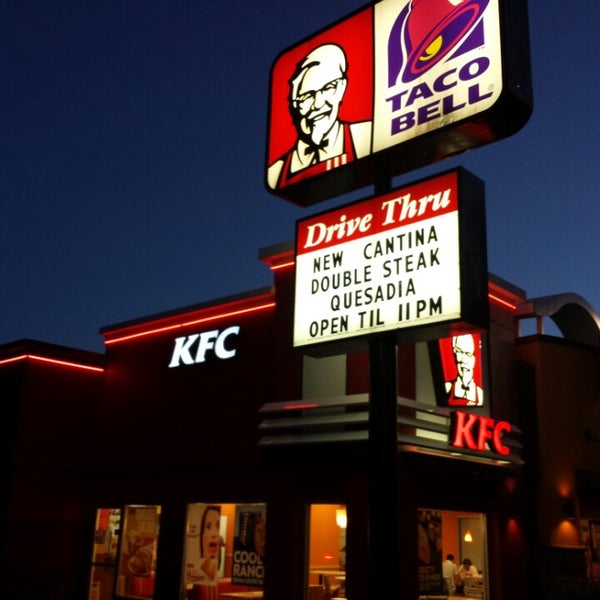 TACO
BELL
Drive Thru
NEW CANTINA
DOUBLE STEAK
QUESADIA
OPEN TIL 11PM
KFC
KFC
COOL
RANCH